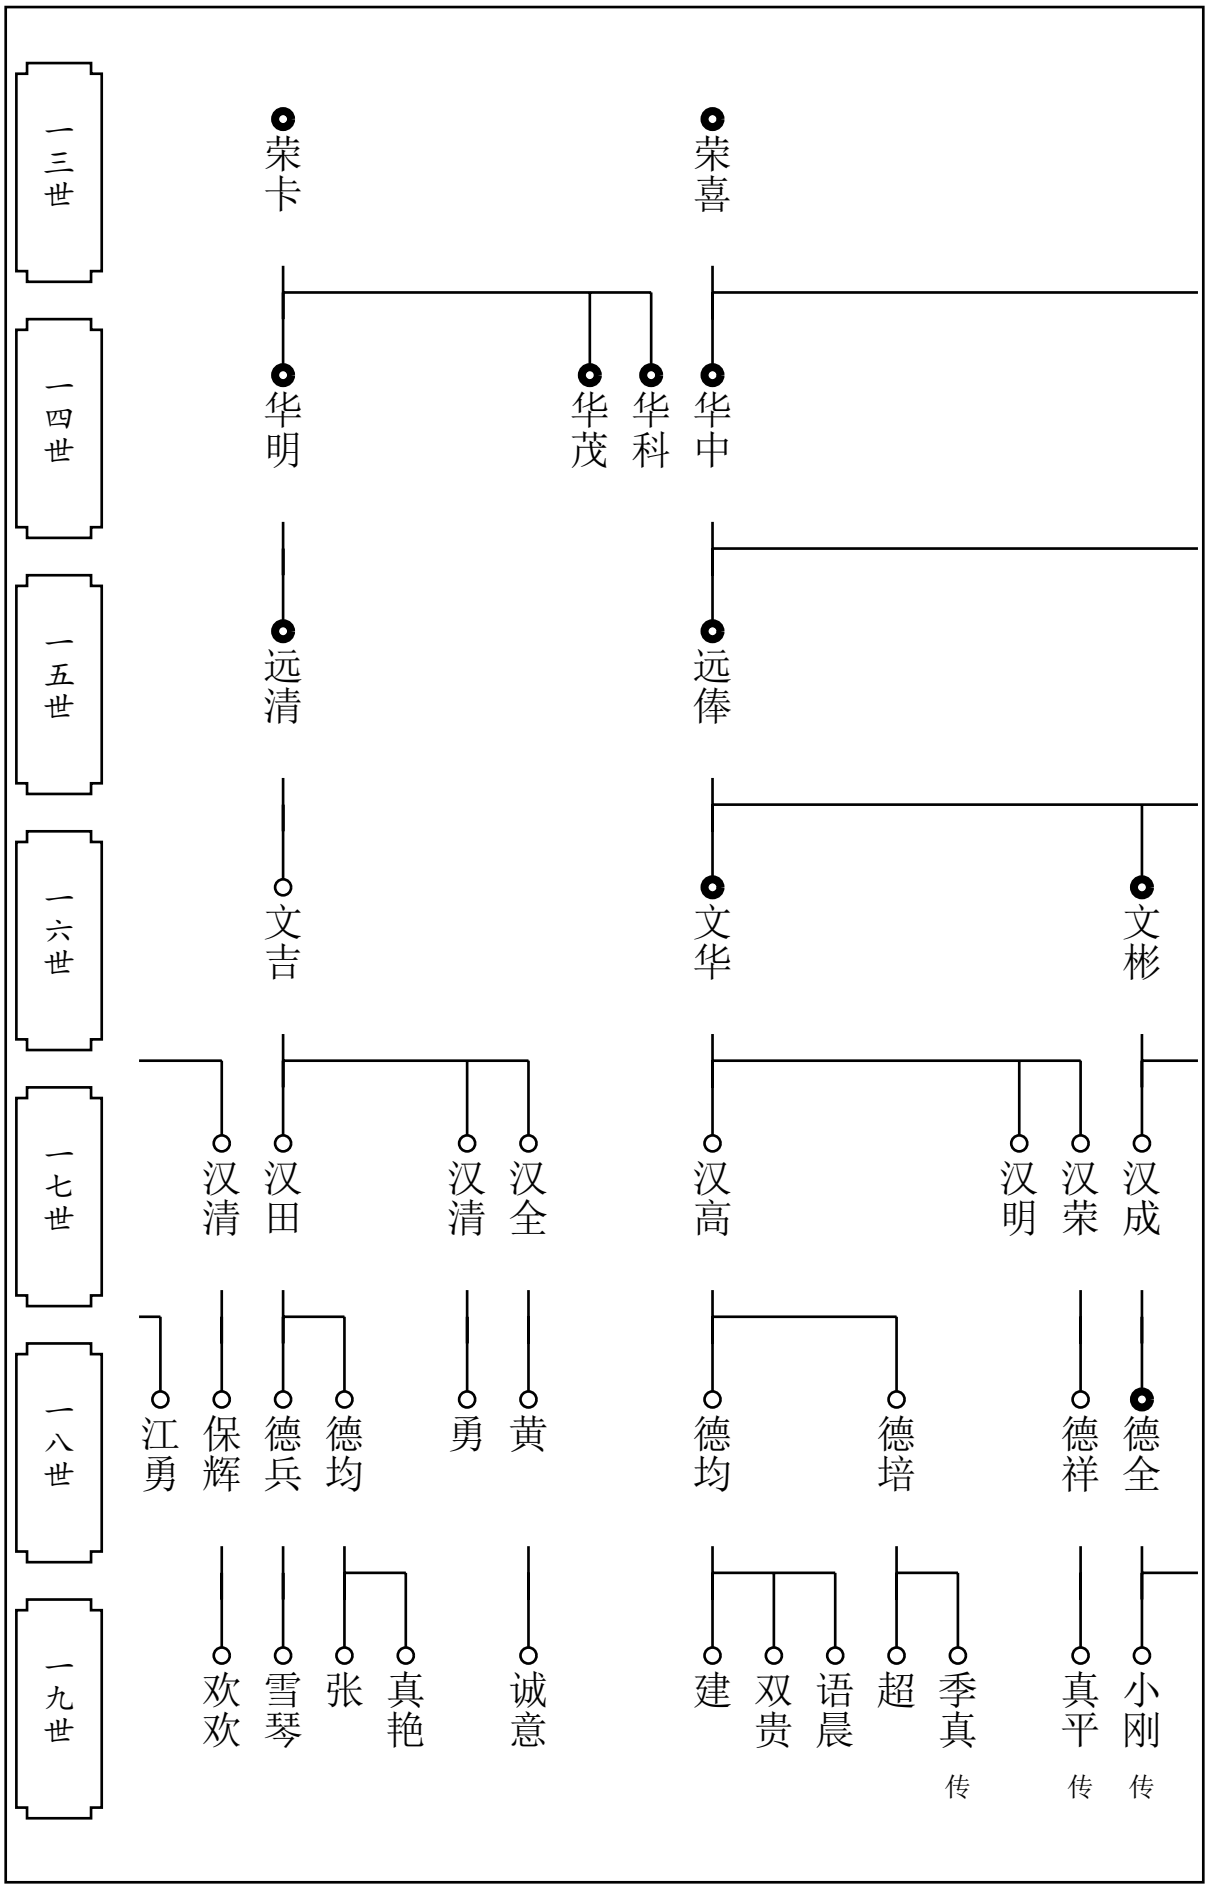 一三世
荣卡
荣喜
一四世
华明
华茂
华科
华中
一五世
远清
远俸
一六世
文吉
文华
文彬
一七世
汉清
汉田
汉清
汉全
汉高
汉明
汉荣
汉成
一八世
江勇
保辉
德兵
德均
勇
黄
德均
德培
德祥
德全
一九世
欢欢
雪琴
张
真艳
诚意
建
双贵
语晨
超
季真
传
真平
传
小刚
传